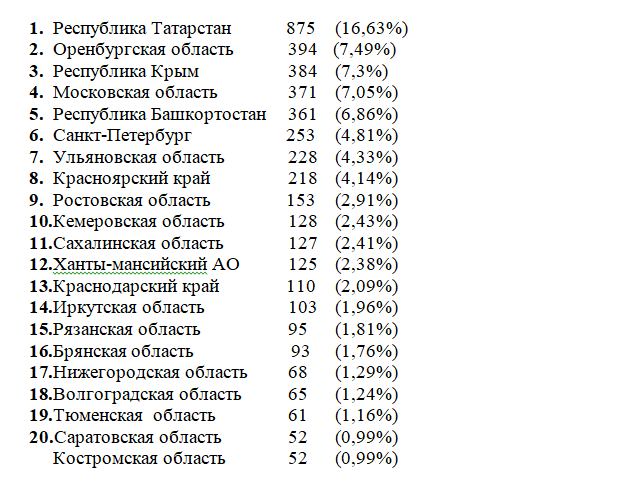 1. Республика Татарстан 875 (16,63%)
2. Оренбургская область 394 (7,49%)
3. Республика Крым 384 (7,3%)
4. Московская область 371 (7,05%)
5. Республика Башкортостан 361 (6,86%)
6. Санкт-Петербург 253 (4,81%)
7. Ульяновская область 228 (4,33%)
8. Красноярский край 218 (4,14%)
9. Ростовская область 153 (2,91%)
10.Кемеровская область 128 (2,43%)
11.Сахалинская область 127 (2,41%)
12.Ханты-мансийский АО 125 (2,38%)
13.Краснодарский край 110 (2,09%)
14.Иркутская область 103 (1,96%)
15.Рязанская область 95 (1,81%)
16.Брянская область 93 (1,76%)
17.Нижегородская область 68 (1,29%)
18.Волгоградская область 65 (1,24%)
19.Тюменская область 61 (1,16%)
20.Саратовская область 52 (0,99%)
Костромская область 52 (0,99%)